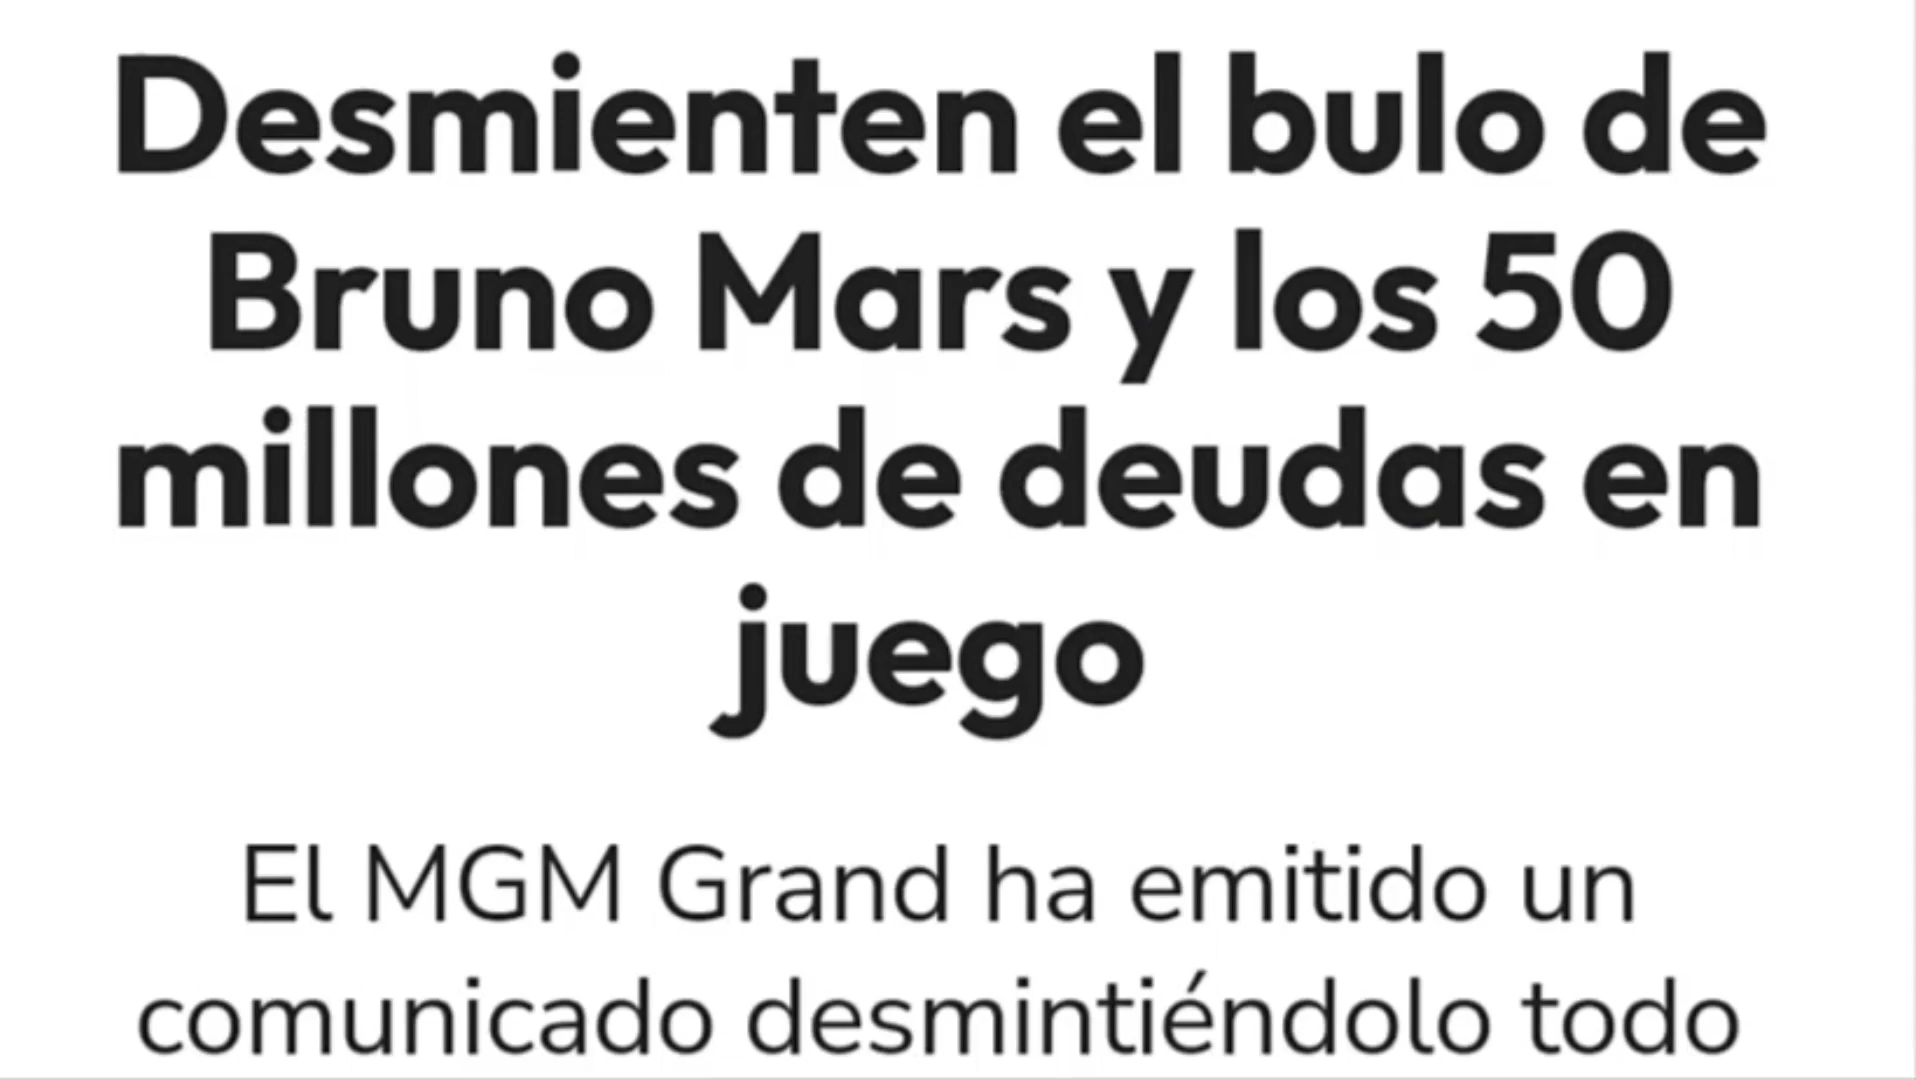 Desmienten el bulo de
Bruno Mars y los 50
millones de deudas en
juego
El MGM Grand ha emitido un
comunicado desmintiéndolo todo